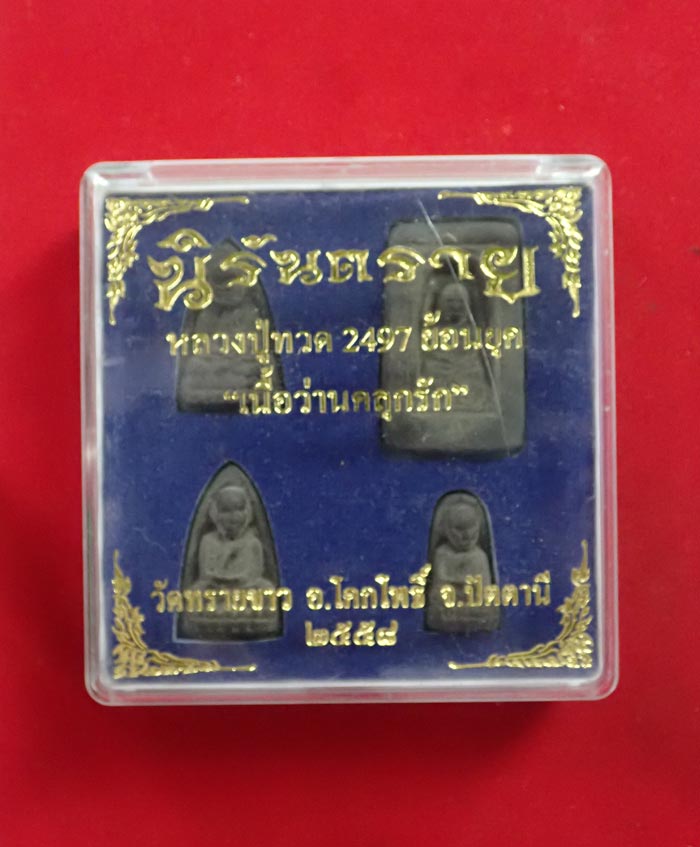 นิรันตราย
หลวงปู่ทวด 2497 ย้อนยุค
“เนื้อว่านคลุกรัก”
วัดทรายขาว อ.โคกโพธิ์ จ.ปัตตานี
๒๕๕๘